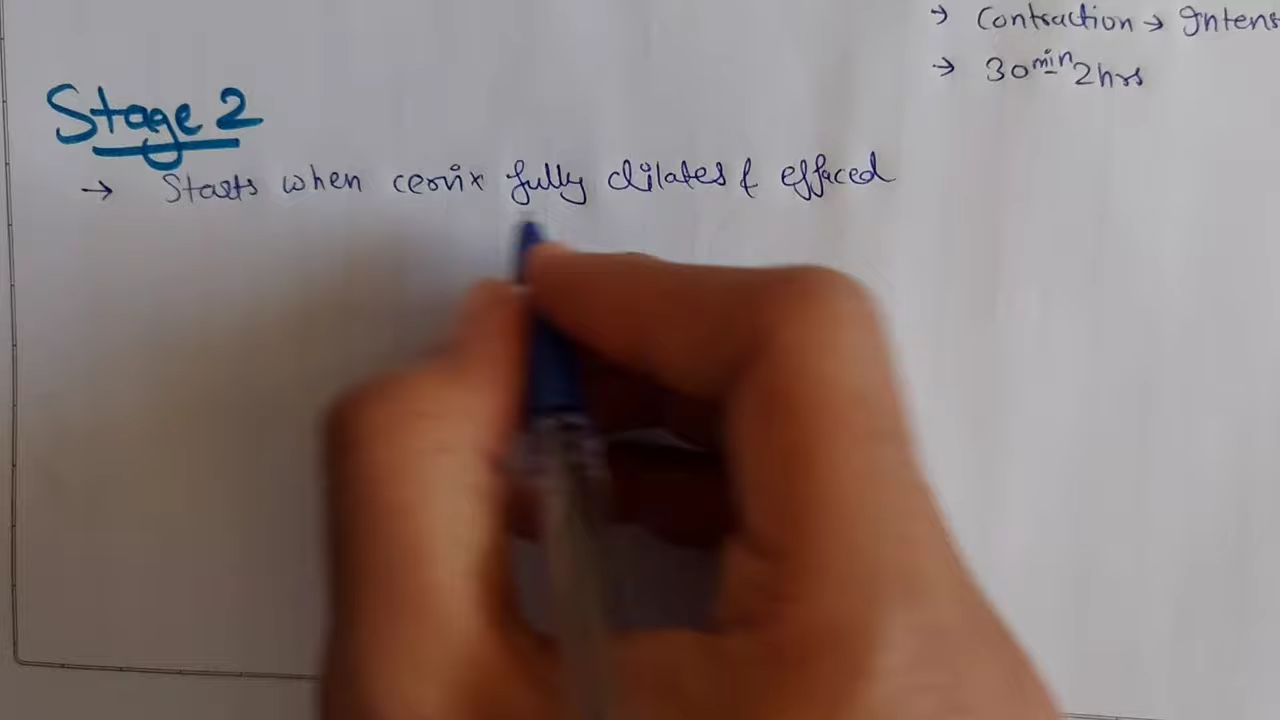 → Contraction → Intens
→ 30min 2hrs
Stage 2
→ Starts when cervix fully dilates & effaced